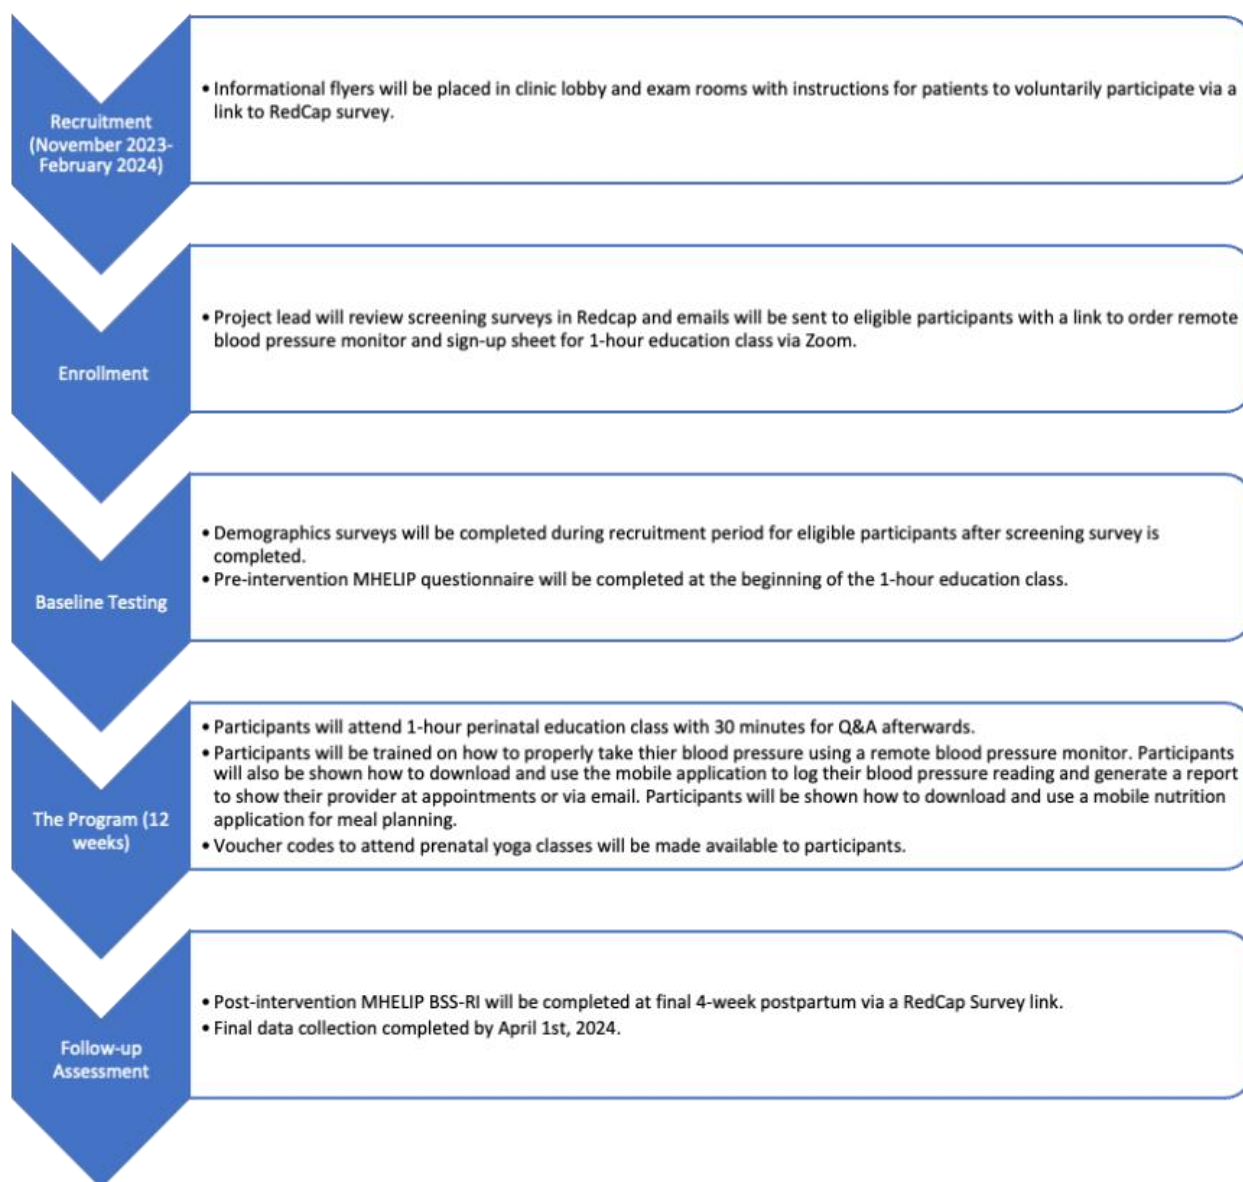 Recruitment
(November 2023-
February 2024)
• Informational flyers will be placed in clinic lobby and exam rooms with instructions for patients to voluntarily participate via a
link to RedCap survey.
Enrollment
• Project lead will review screening surveys in Redcap and emails will be sent to eligible participants with a link to order remote
blood pressure monitor and sign-up sheet for 1-hour education class via Zoom.
Baseline Testing
• Demographics surveys will be completed during recruitment period for eligible participants after screening survey is
completed.
• Pre-intervention MHELIP questionnaire will be completed at the beginning of the 1-hour education class.
The Program (12
weeks)
• Participants will attend 1-hour perinatal education class with 30 minutes for Q&A afterwards.
• Participants will be trained on how to properly take thier blood pressure using a remote blood pressure monitor. Participants
will also be shown how to download and use the mobile application to log their blood pressure reading and generate a report
to show their provider at appointments or via email. Participants will be shown how to download and use a mobile nutrition
application for meal planning.
• Voucher codes to attend prenatal yoga classes will be made available to participants.
Follow-up
Assessment
• Post-intervention MHELIP BSS-RI will be completed at final 4-week postpartum via a RedCap Survey link.
• Final data collection completed by April 1st, 2024.